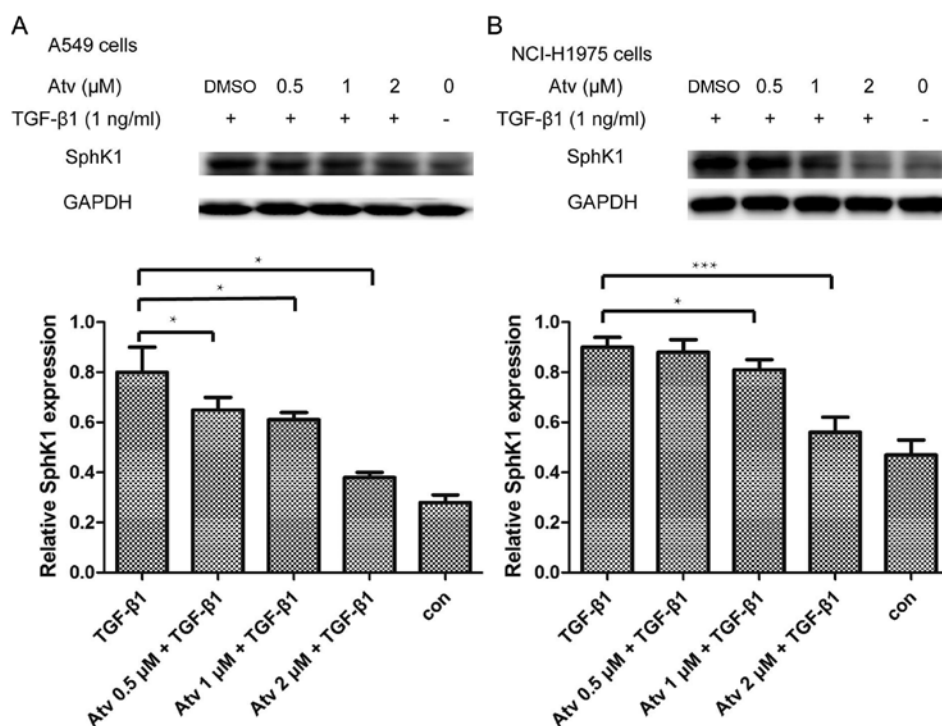 A
A549 cells
Atv (μM) DMSO 0.5 1 2 0
TGF-β1 (1 ng/ml) + + + + -
SphK1
GAPDH
*
*
*
Relative SphK1 expression
1.0
0.8
0.6
0.4
0.2
0.0
TGF-β1
Atv 0.5 μM + TGF-β1
Atv 1 μM + TGF-β1
Atv 2 μM + TGF-β1
con
B
NCI-H1975 cells
Atv (μM) DMSO 0.5 1 2 0
TGF-β1 (1 ng/ml) + + + + -
SphK1
GAPDH
***
*
Relative SphK1 expression
1.0
0.8
0.6
0.4
0.2
0.0
TGF-β1
Atv 0.5 μM + TGF-β1
Atv 1 μM + TGF-β1
Atv 2 μM + TGF-β1
con